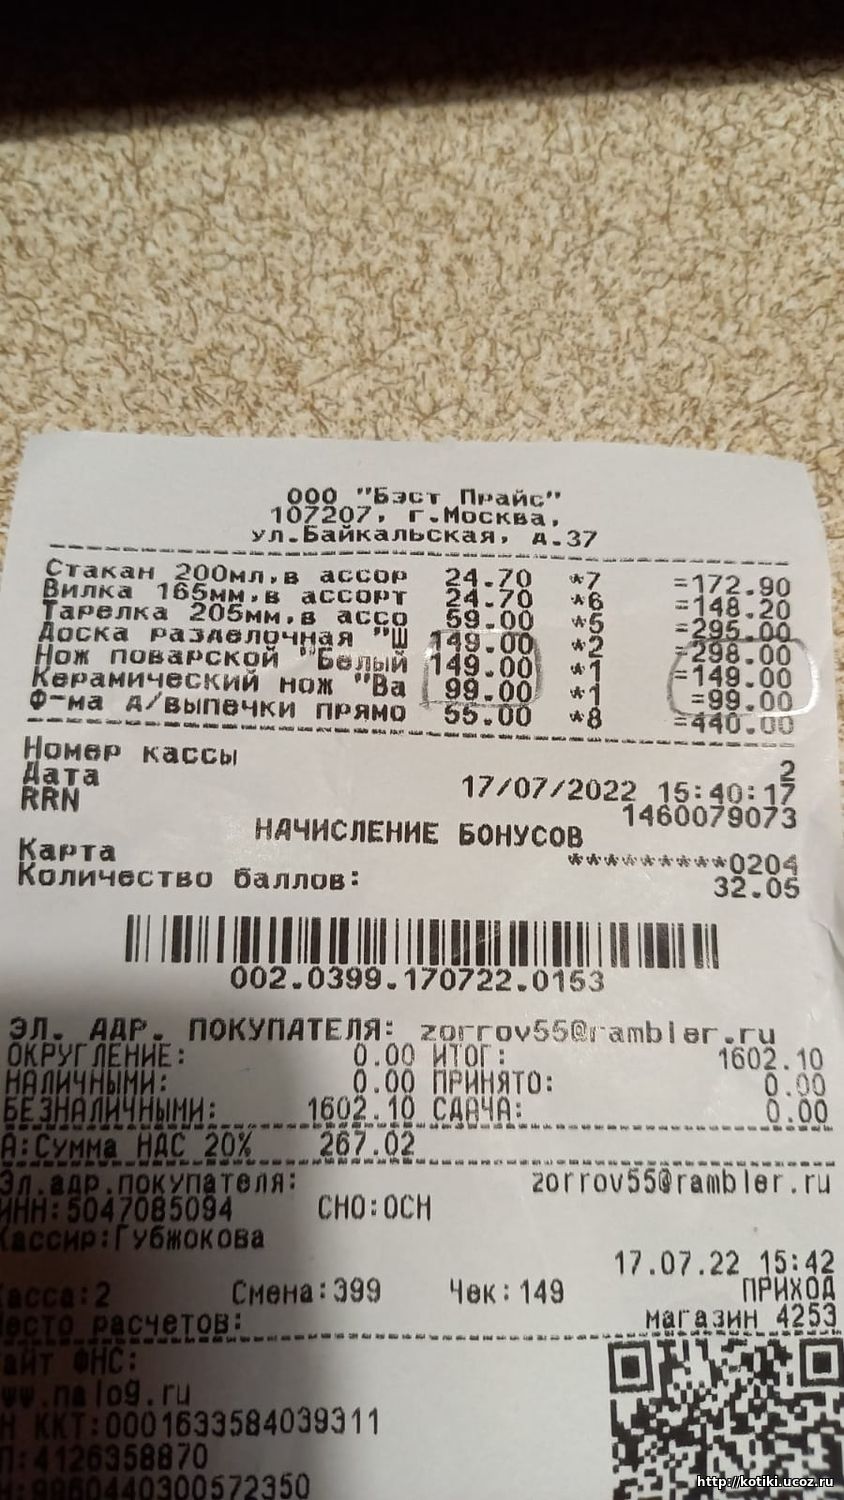 ООО "Бэст Прайс"
107207, г.Москва,
ул.Байкальская, д.37
Стакан 200мл,в ассор 24.70 *7 =172.90
Вилка 165мм,в ассорт 24.70 *6 =148.20
Тарелка 205мм,в ассо 59.00 *5 =295.00
Доска разделочная "Ш 149.00 *2 =298.00
Нож поварской "Белый 149.00 *1 =149.00
Керамический нож "Ва 99.00 *1 =99.00
Ф-ма д/выпечки прямо 55.00 *8 =440.00
Номер кассы 2
Дата 17/07/2022 15:40:17
RRN 1460079073
НАЧИСЛЕНИЕ БОНУСОВ
Карта *********0204
Количество баллов: 32.05
002.0399.170722.0153
ЭЛ. АДР. ПОКУПАТЕЛЯ: zorrov55@rambler.ru
ОКРУГЛЕНИЕ: 0.00 ИТОГ: 1602.10
НАЛИЧНЫМИ: 0.00 ПРИНЯТО: 0.00
БЕЗНАЛИЧНЫМИ: 1602.10 СДАЧА: 0.00
А:Сумма НДС 20% 267.02
Эл.адр.покупателя: zorrov55@rambler.ru
ИНН:5047085094 СНО:ОСН
Кассир:Губжокова
17.07.22 15:42
асса:2 Смена:399 Чек:149 ПРИХОД
есто расчетов: магазин 4253
айт ФНС:
www.nalog.ru
Н ККТ:0001633584039311
П:4126358870
http://kotiki.ucoz.ru